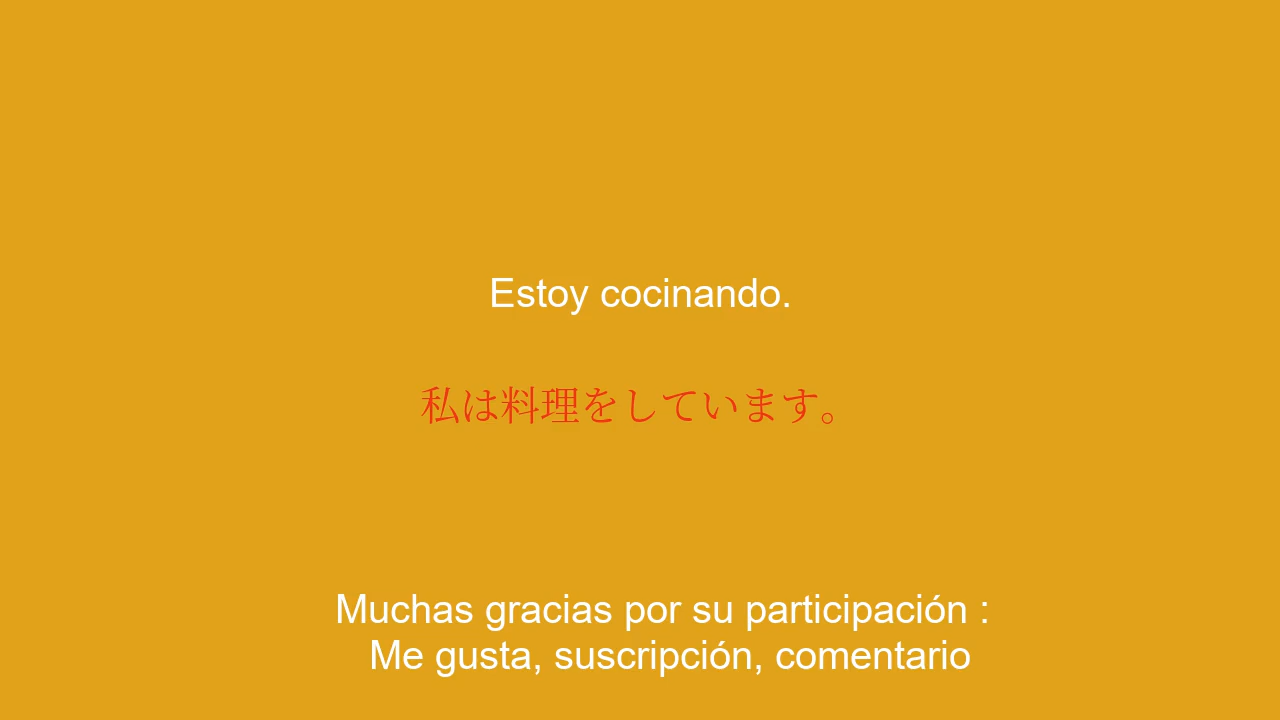 Estoy cocinando.
私は料理をしています。
Muchas gracias por su participación :
Me gusta, suscripción, comentario